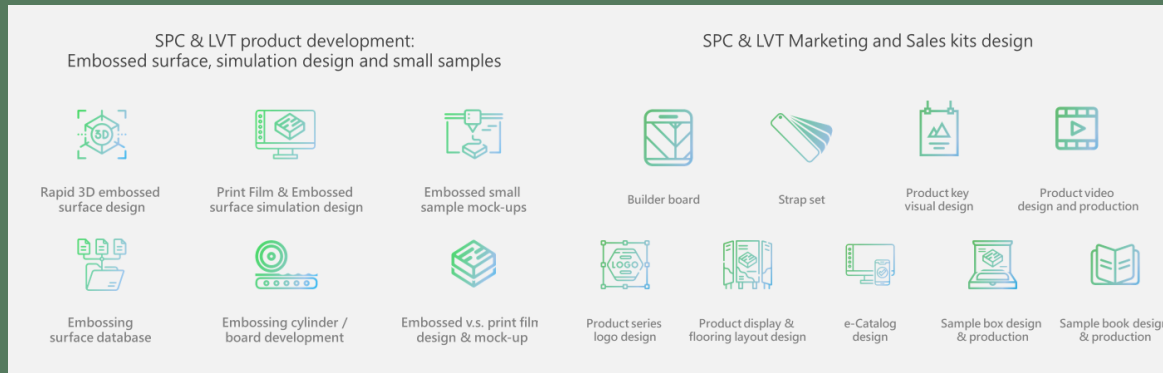 SPC & LVT product development:
Embossed surface, simulation design and small samples
3D
Rapid 3D embossed
surface design
Print Film & Embossed
surface simulation design
Embossed small
sample mock-ups
Embossing
surface database
Embossing cylinder /
board development
Embossed v.s. print film
design & mock-up
SPC & LVT Marketing and Sales kits design
Builder board
Strap set
Product key
visual design
Product video
design and production
LOGO
Product series
logo design
Product display &
flooring layout design
e-Catalog
design
Sample box design
& production
Sample book design
& production